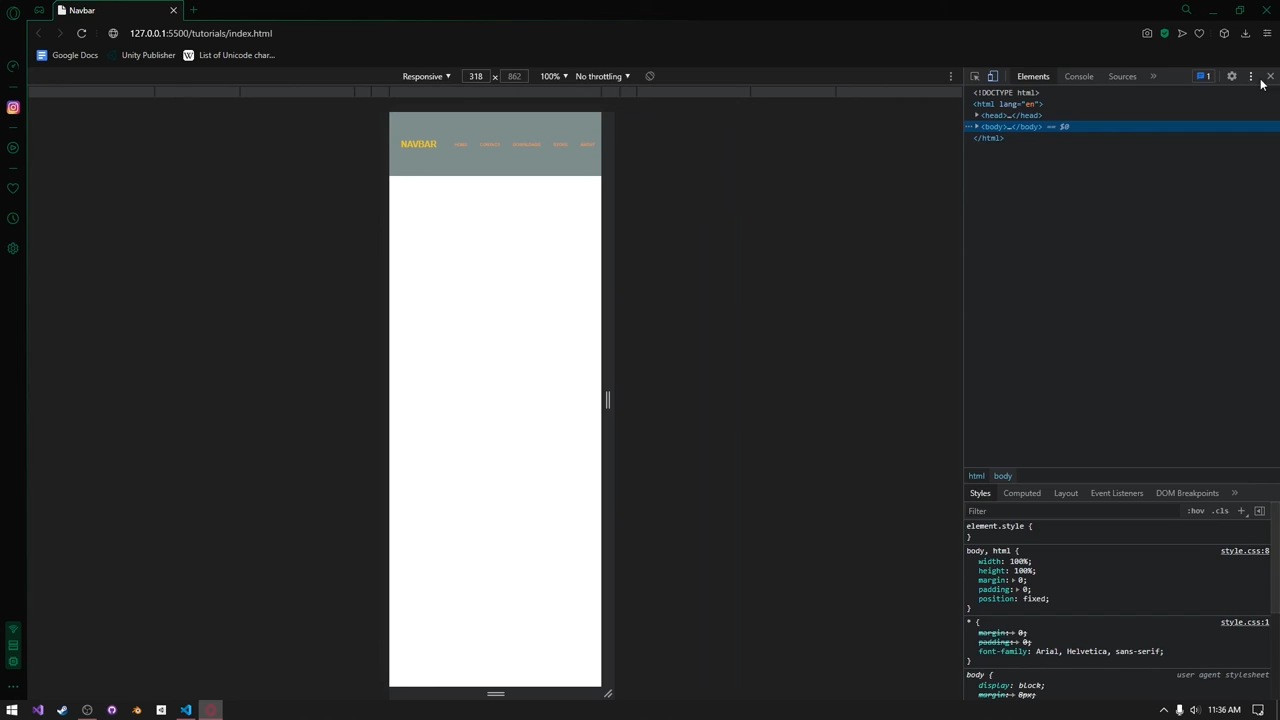 Navbar
127.0.0.1:5500/tutorials/index.html
Google Docs
Unity Publisher
List of Unicode char...
Responsive
318
x
862
100%
No throttling
Elements
Console
Sources
1
<!DOCTYPE html>
<html lang="en">
<head>…</head>
<body>…</body> == $0
</html>
NAVBAR
html
body
Styles
Computed
Layout
Event Listeners
DOM Breakpoints
Filter
:hov
.cls
element.style {
}
body, html {
style.css:8
width: 100%;
height: 100%;
margin: 0;
padding: 0;
position: fixed;
}
* {
style.css:1
margin: 0;
padding: 0;
font-family: Arial, Helvetica, sans-serif;
}
body {
user agent stylesheet
display: block;
margin: 8px;
11:36 AM